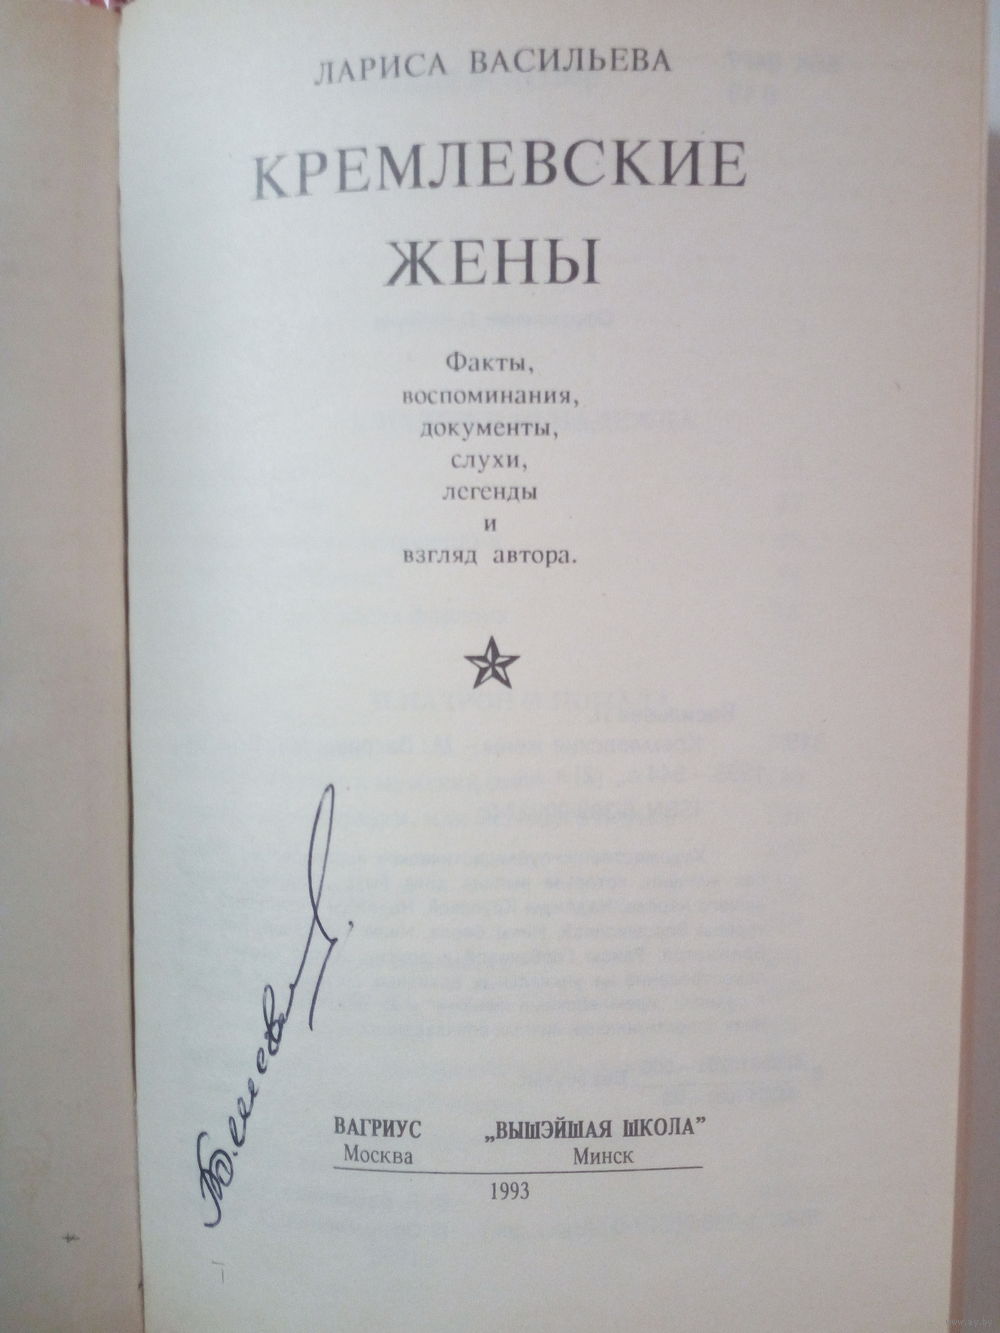 ЛАРИСА ВАСИЛЬЕВА
КРЕМЛЕВСКИЕ
ЖЕНЫ
Факты,
воспоминания,
документы,
слухи,
легенды
и
взгляд автора.
ВАГРИУС „ВЫШЭЙШАЯ ШКОЛА”
Москва Минск
1993